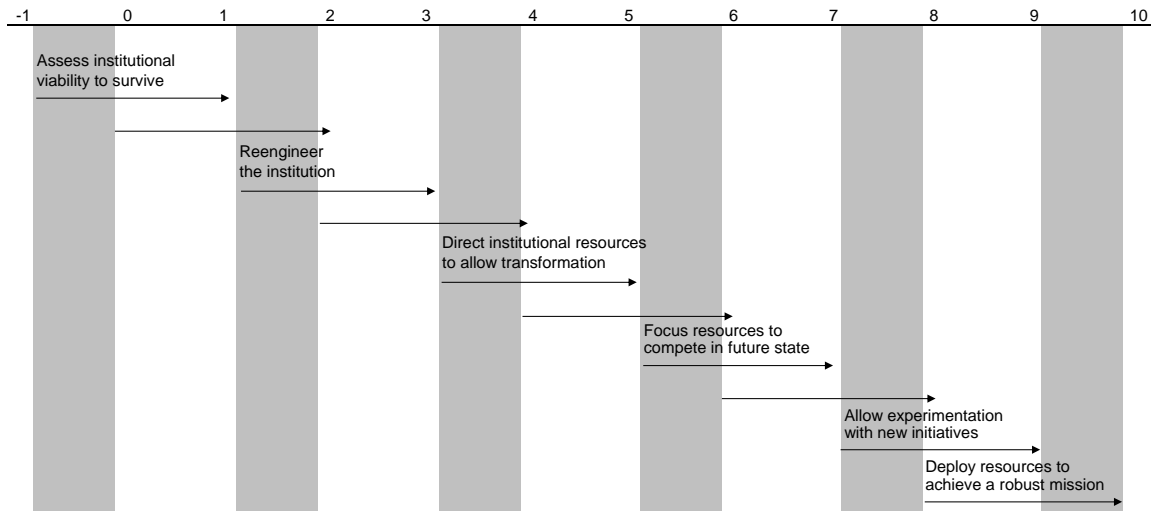 -1 0 1 2 3 4 5 6 7 8 9 10
Assess institutional
viability to survive
Reengineer
the institution
Direct institutional resources
to allow transformation
Focus resources to
compete in future state
Allow experimentation
with new initiatives
Deploy resources to
achieve a robust mission